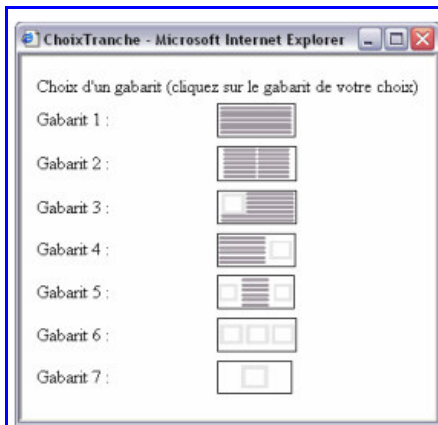 ChoixTranche - Microsoft Internet Explorer
Choix d'un gabarit (cliquez sur le gabarit de votre choix)
Gabarit 1 :
Gabarit 2 :
Gabarit 3 :
Gabarit 4 :
Gabarit 5 :
Gabarit 6 :
Gabarit 7 :